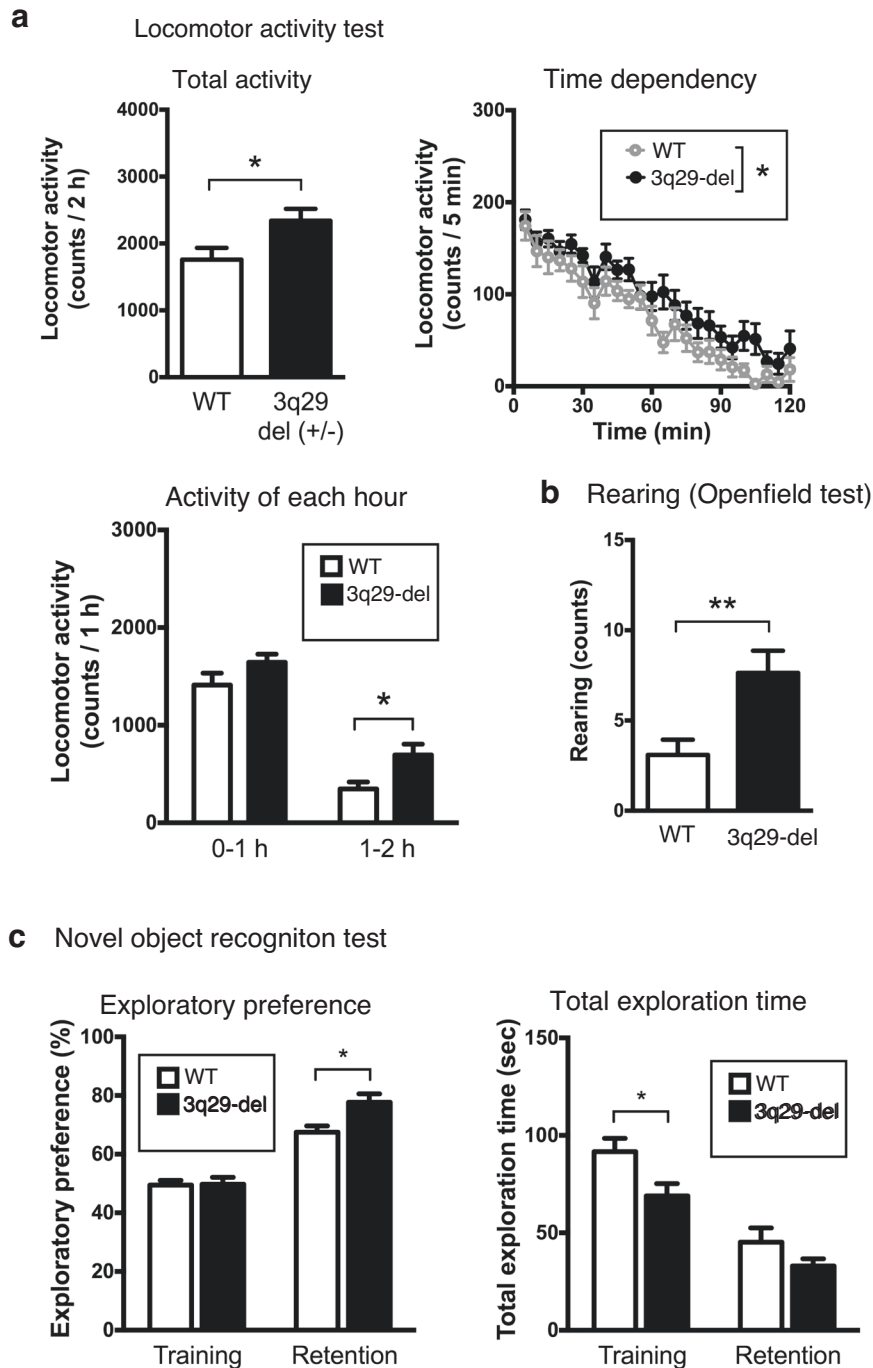 a
Locomotor activity test
Total activity
Locomotor activity
(counts / 2 h)
4000
3000
2000
1000
0
*
WT
3q29
del (+/-)
Time dependency
Locomotor activity
(counts / 5 min)
300
200
100
0
WT
3q29-del
*
0
30
60
90
120
Time (min)
Activity of each hour
Locomotor activity
(counts / 1 h)
3000
2000
1000
0
WT
3q29-del
*
0-1 h
1-2 h
b Rearing (Openfield test)
Rearing (counts)
15
10
5
0
**
WT
3q29-del
c Novel object recogniton test
Exploratory preference
Exploratory preference (%)
100
80
60
40
20
0
WT
3q29-del
*
Training
Retention
Total exploration time
Total exploration time (sec)
150
100
50
0
*
WT
3q29-del
Training
Retention